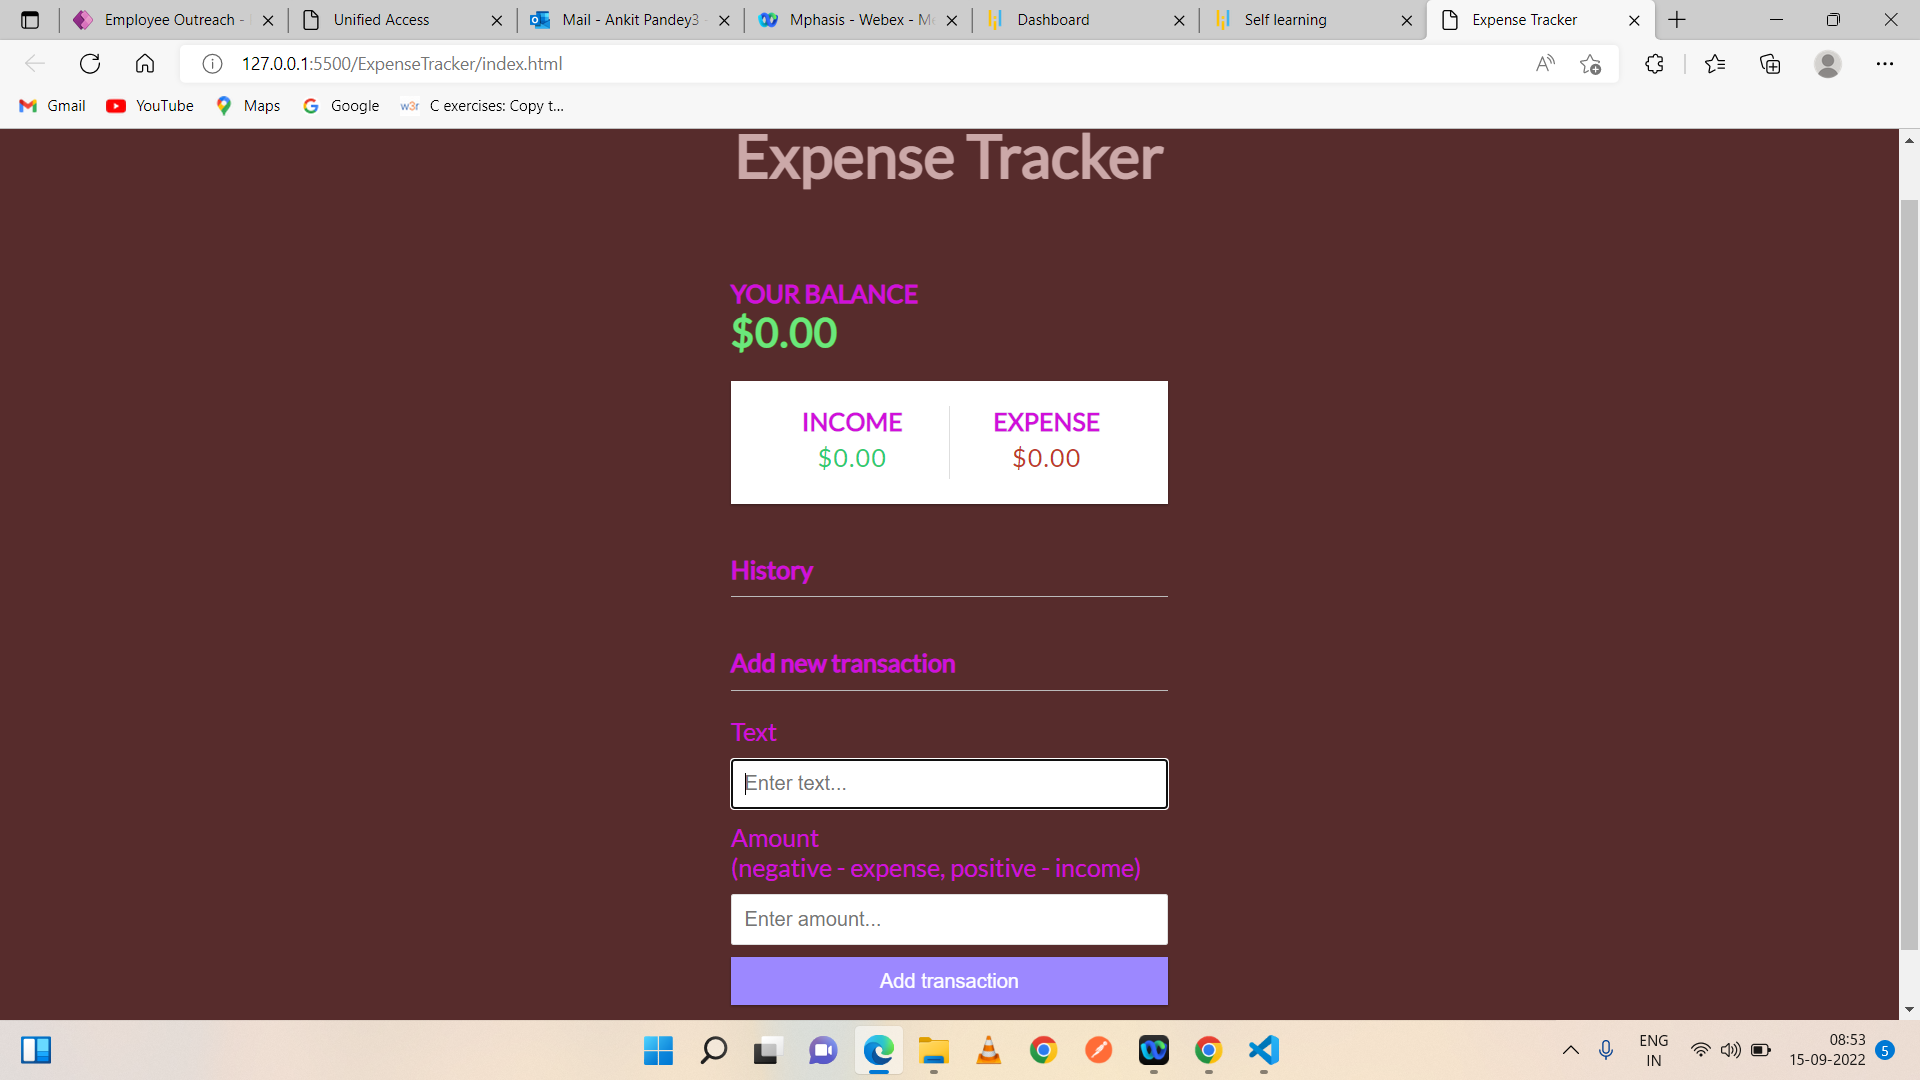 Employee Outreach -
Unified Access
Mail - Ankit Pandey3
Mphasis - Webex - M
Dashboard
Self learning
Expense Tracker
127.0.0.1:5500/ExpenseTracker/index.html
Gmail
YouTube
Maps
Google
w3r
C exercises: Copy t...
Expense Tracker
YOUR BALANCE
$0.00
INCOME EXPENSE
$0.00 $0.00
History
Add new transaction
Text
Enter text...
Amount
(negative - expense, positive - income)
Enter amount...
Add transaction
ENG
IN
08:53
15-09-2022
5